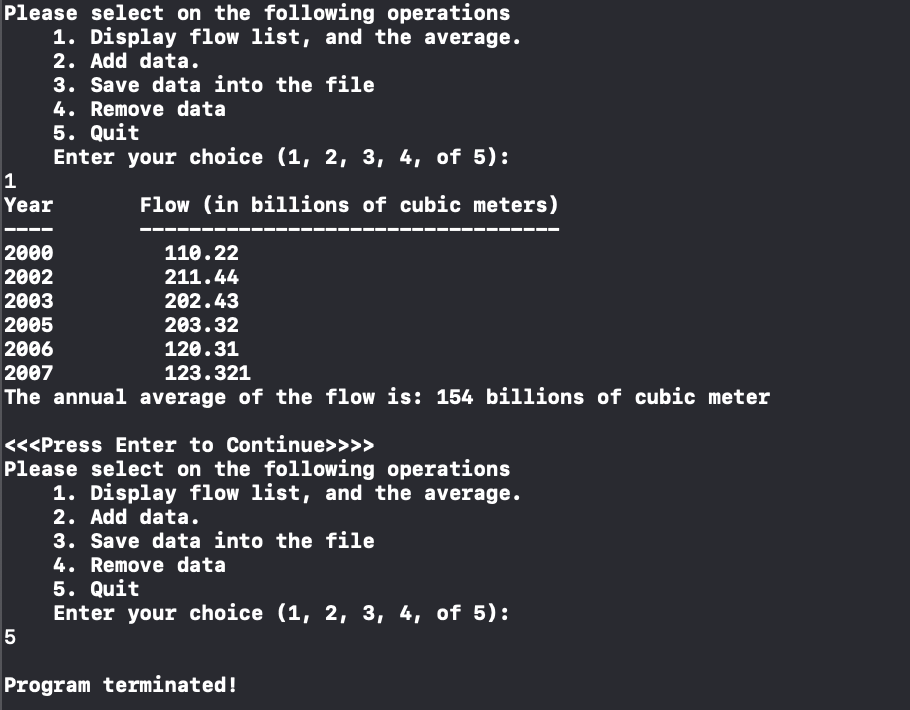 Please select on the following operations
1. Display flow list, and the average.
2. Add data.
3. Save data into the file
4. Remove data
5. Quit
Enter your choice (1, 2, 3, 4, of 5):
1
Year Flow (in billions of cubic meters)
---- ----------------------------------
2000 110.22
2002 211.44
2003 202.43
2005 203.32
2006 120.31
2007 123.321
The annual average of the flow is: 154 billions of cubic meter
<<<Press Enter to Continue>>>>
Please select on the following operations
1. Display flow list, and the average.
2. Add data.
3. Save data into the file
4. Remove data
5. Quit
Enter your choice (1, 2, 3, 4, of 5):
5
Program terminated!